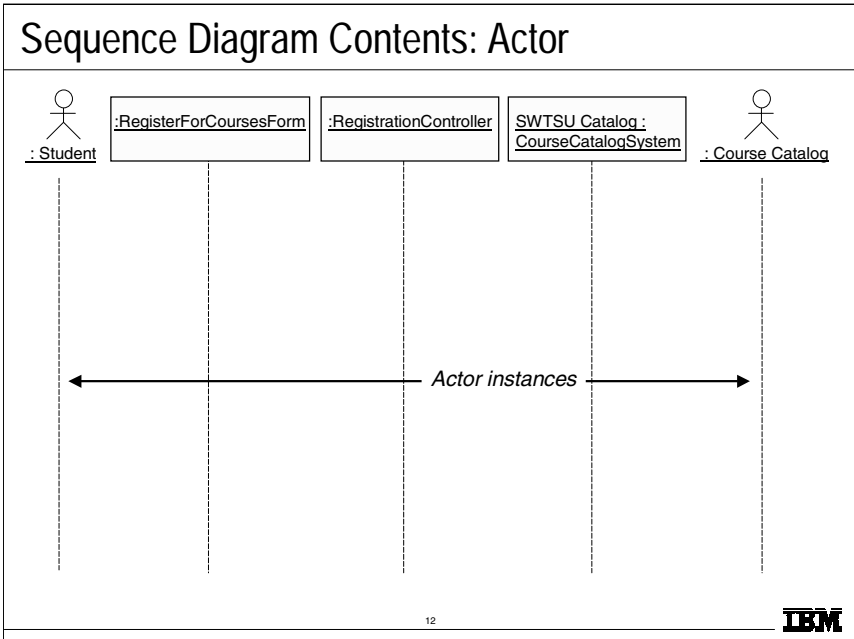 Sequence Diagram Contents: Actor
: Student
:RegisterForCoursesForm
:RegistrationController
SWTSU Catalog :
CourseCatalogSystem
: Course Catalog
Actor instances
12
IBM